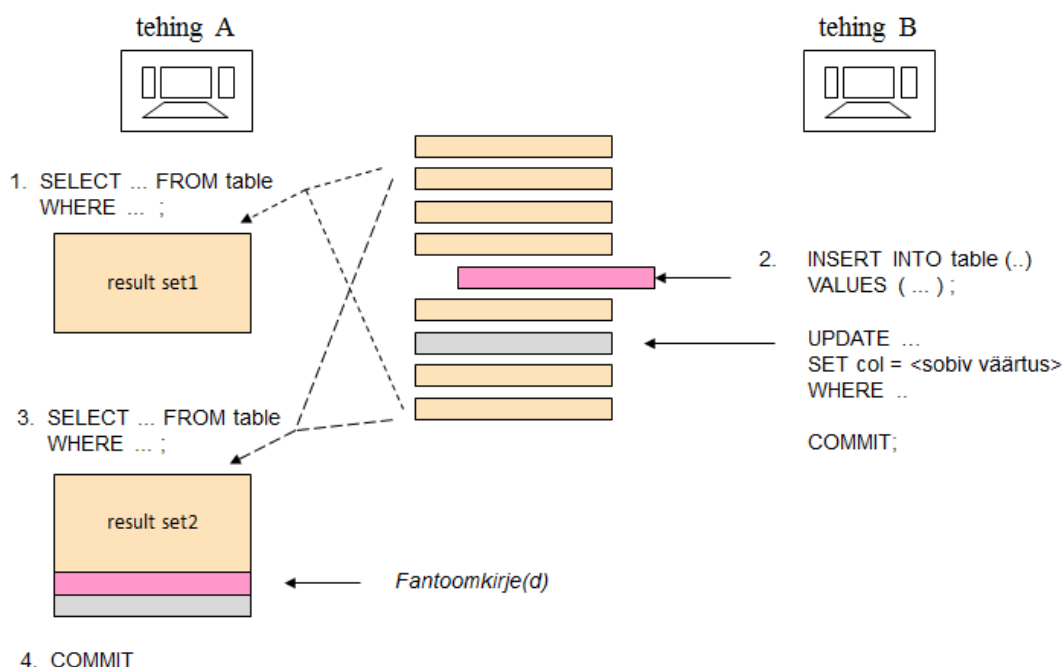 tehing A
tehing B
1. SELECT ... FROM table
WHERE ... ;
result set1
2. INSERT INTO table (..)
VALUES ( ... ) ;
UPDATE ...
SET col = <sobiv väärtus>
WHERE ..
COMMIT;
3. SELECT ... FROM table
WHERE ... ;
result set2
Fantoomkirje(d)
4. COMMIT